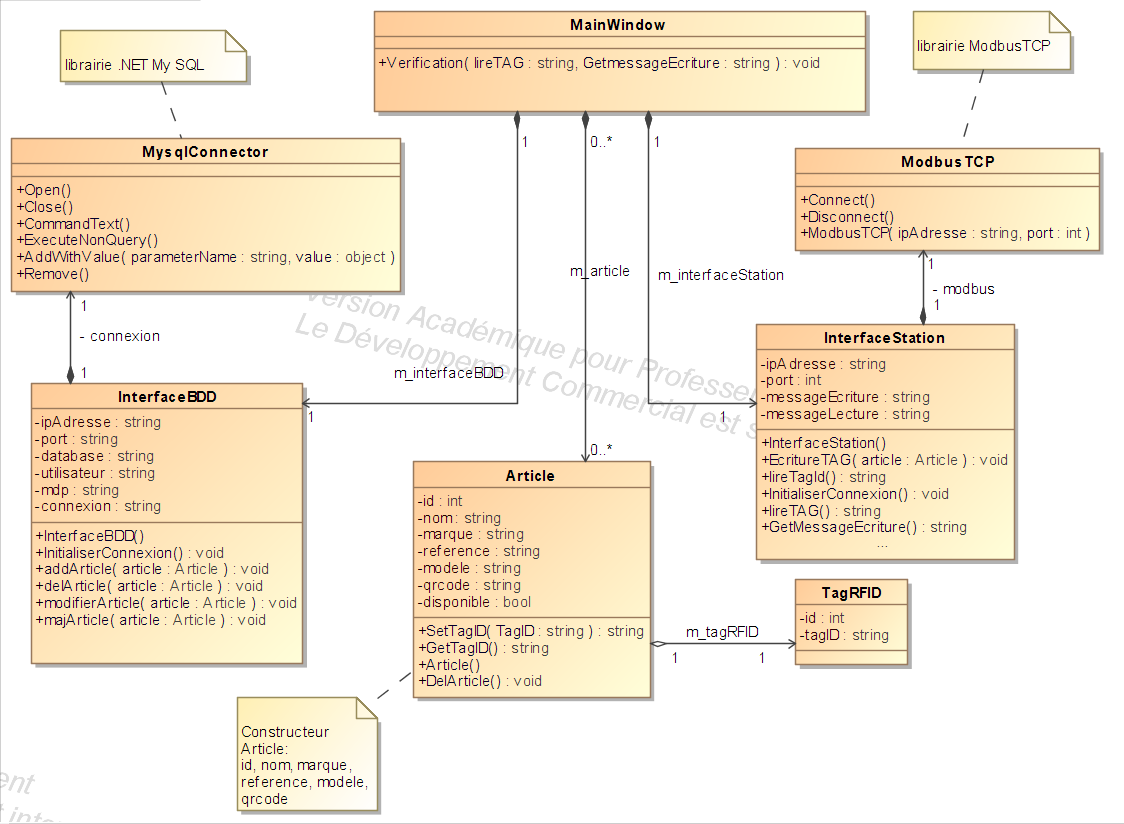 MainWindow
+Verification( lireTAG : string, GetmessageEcriture : string ) : void
librairie .NET My SQL
librairie ModbusTCP
MysqlConnector
+Open()
+Close()
+CommandText()
+ExecuteNonQuery()
+AddWithValue( parameterName : string, value : object )
+Remove()
ModbusTCP
+Connect()
+Disconnect()
+ModbusTCP( ipAdresse : string, port : int )
1
0..*
1
m_article
m_interfaceStation
1
- modbus
1
1
- connexion
1
m_interfaceBDD
1
1
0..*
Version Académique pour Professe
Le Développement Commercial est s
InterfaceBDD
-ipAdresse : string
-port : string
-database : string
-utilisateur : string
-mdp : string
-connexion : string
+InterfaceBDD()
+InitialiserConnexion() : void
+addArticle( article : Article ) : void
+delArticle( article : Article ) : void
+modifierArticle( article : Article ) : void
+majArticle( article : Article ) : void
InterfaceStation
-ipAdresse : string
-port : int
-messageEcriture : string
-messageLecture : string
+InterfaceStation()
+EcritureTAG( article : Article ) : void
+lireTagId() : string
+InitialiserConnexion() : void
+lireTAG() : string
+GetMessageEcriture() : string
...
Article
-id : int
-nom : string
-marque : string
-reference : string
-modele : string
-qrcode : string
-disponible : bool
+SetTagID( TagID : string ) : string
+GetTagID() : string
+Article()
+DelArticle() : void
m_tagRFID
1
1
TagRFID
-id : int
-tagID : string
Constructeur
Article:
id, nom, marque,
reference, modele,
qrcode
ent
t inte